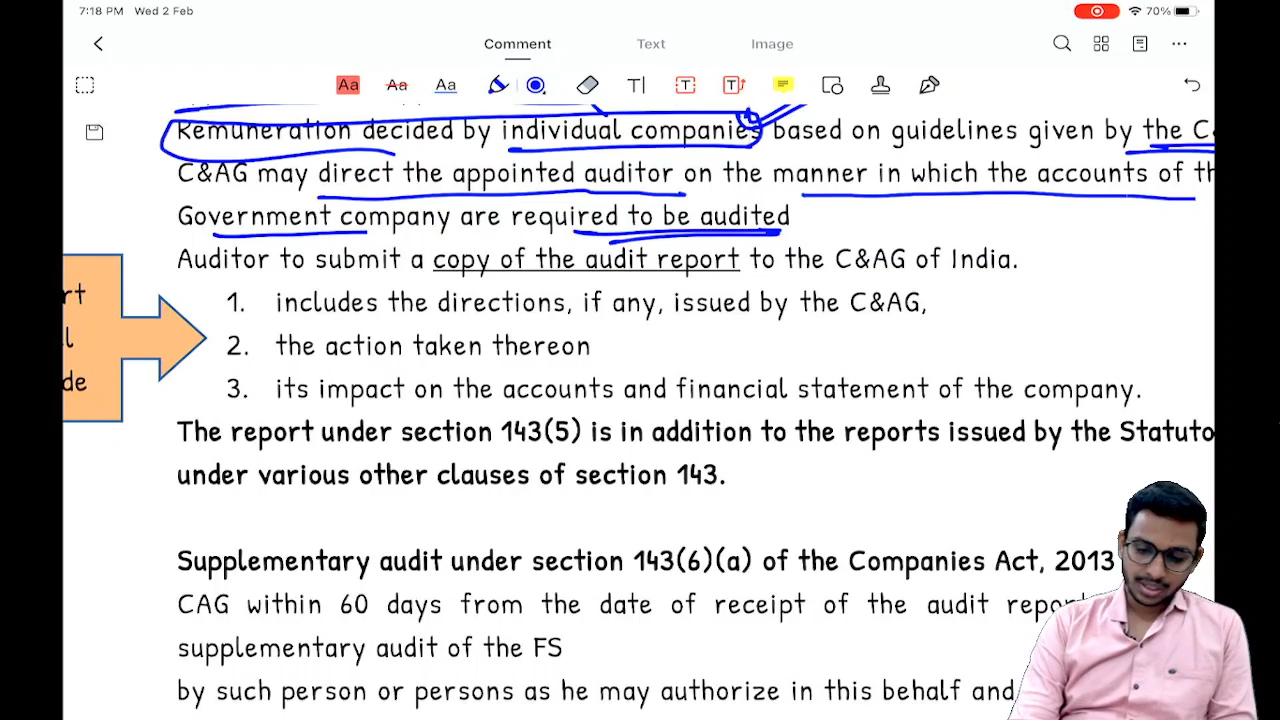 7:18 PM Wed 2 Feb
70%
Comment Text Image
Aa Aa Aa T T T
Remuneration decided by individual companies based on guidelines given by the C
C&AG may direct the appointed auditor on the manner in which the accounts of th
Government company are required to be audited
Auditor to submit a copy of the audit report to the C&AG of India.
1. includes the directions, if any, issued by the C&AG,
rt
2. the action taken thereon
l
3. its impact on the accounts and financial statement of the company.
de
The report under section 143(5) is in addition to the reports issued by the Statuto
under various other clauses of section 143.
Supplementary audit under section 143(6)(a) of the Companies Act, 2013
CAG within 60 days from the date of receipt of the audit repor
supplementary audit of the FS
by such person or persons as he may authorize in this behalf and